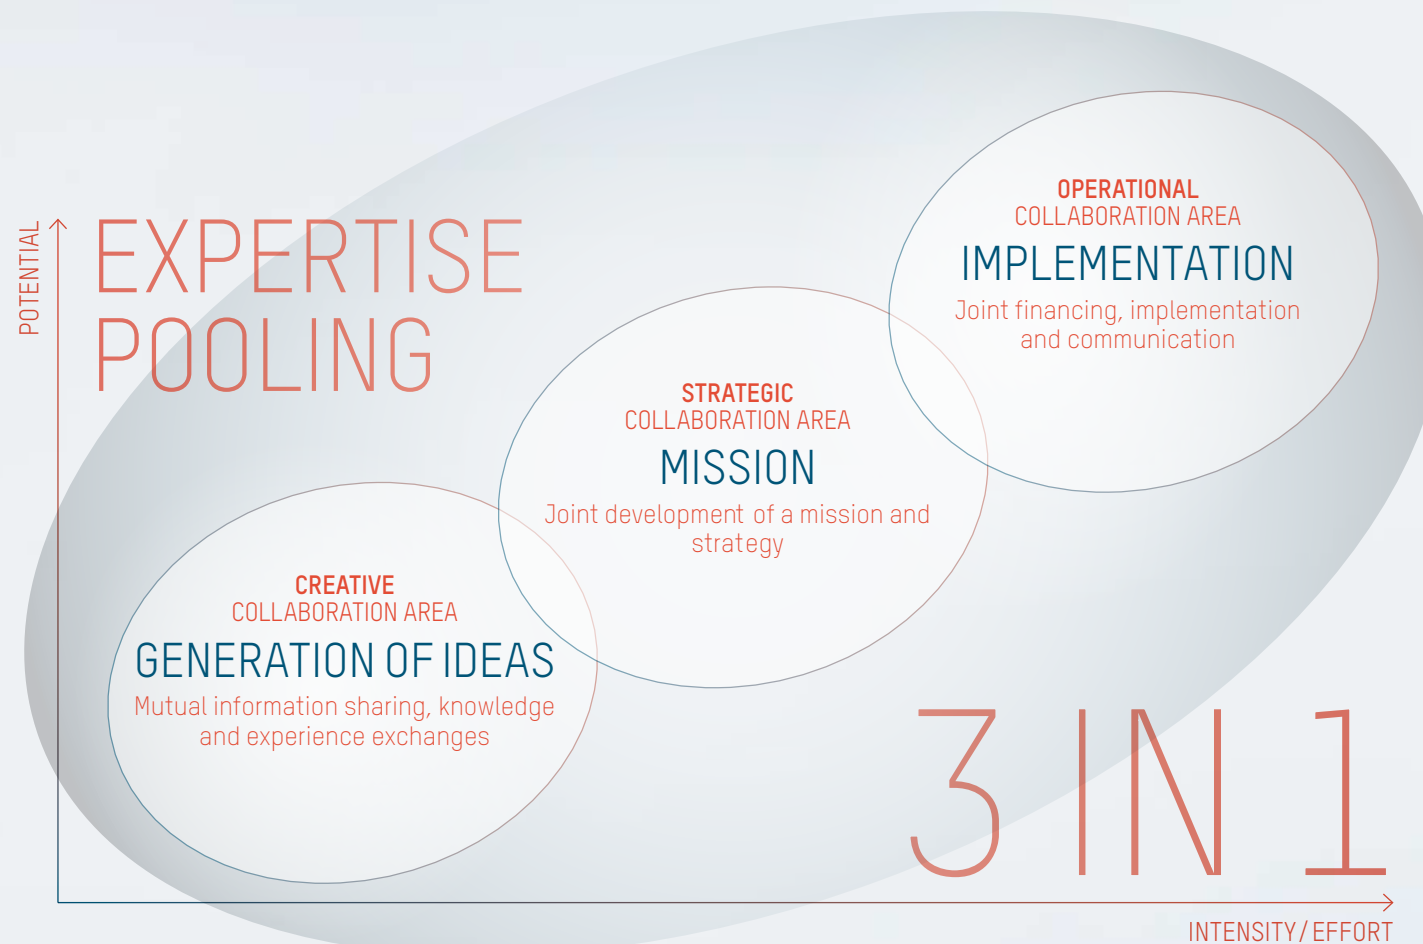 EXPERTISE
POOLING
POTENTIAL
OPERATIONAL
COLLABORATION AREA
IMPLEMENTATION
Joint financing, implementation
and communication
STRATEGIC
COLLABORATION AREA
MISSION
Joint development of a mission and
strategy
CREATIVE
COLLABORATION AREA
GENERATION OF IDEAS
Mutual information sharing, knowledge
and experience exchanges
3 IN 1
INTENSITY/EFFORT